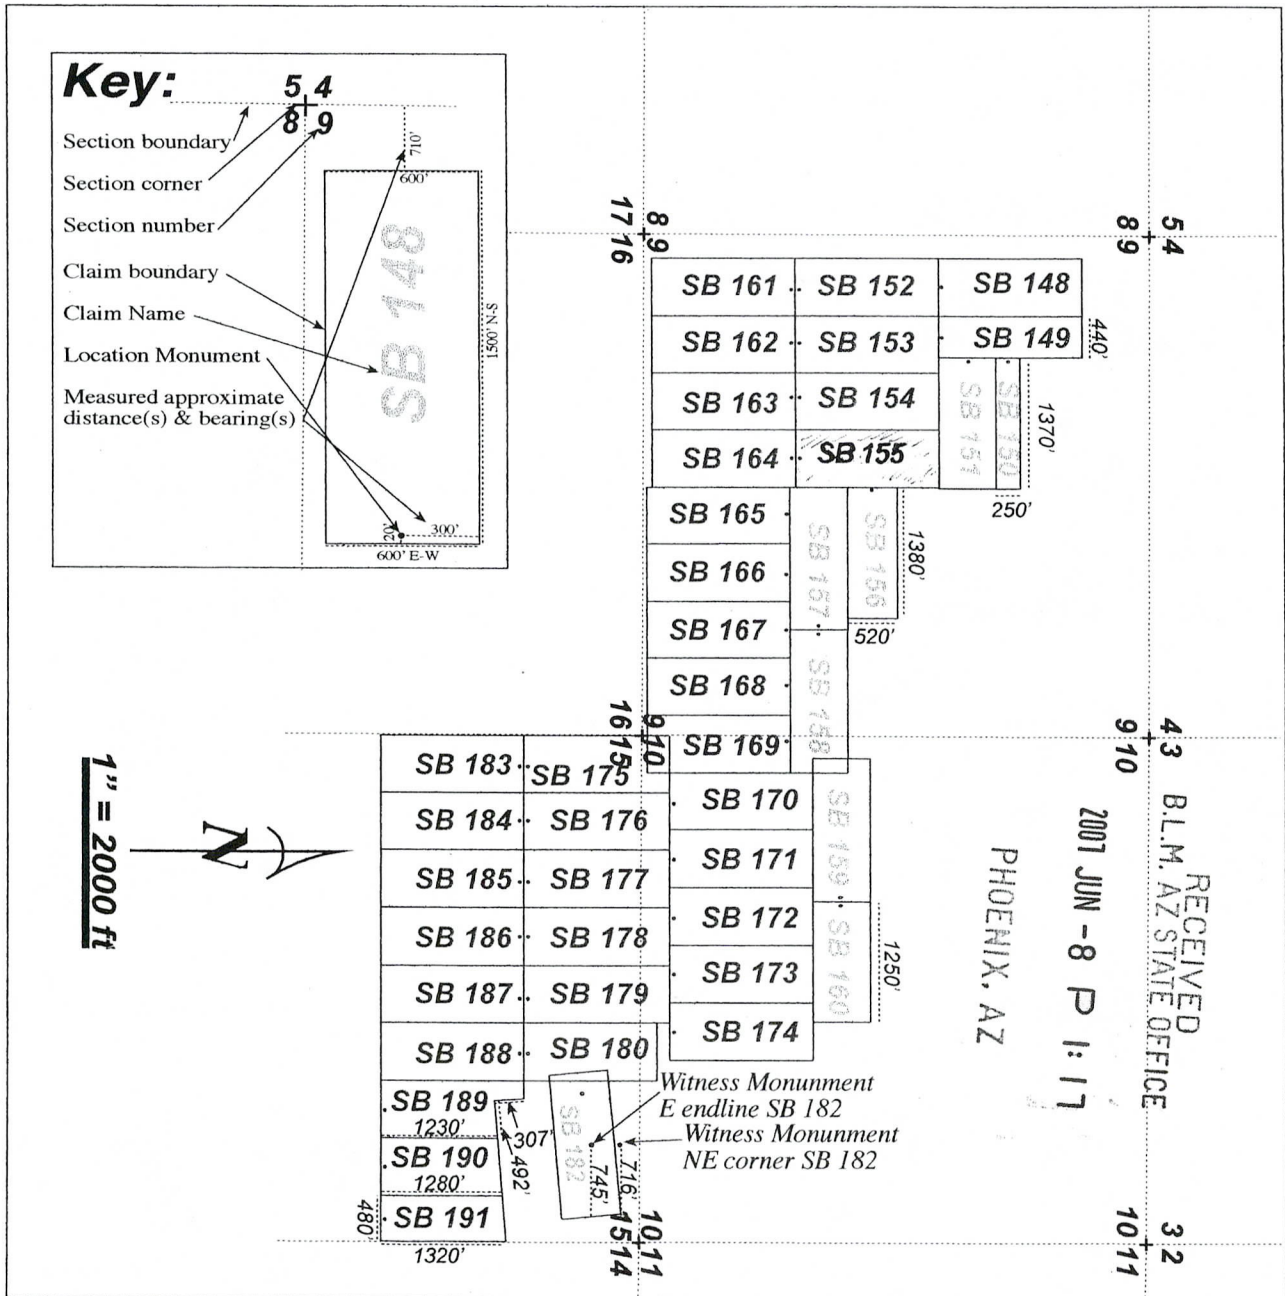 Key:
5 4
8 9
Section boundary
Section corner
Section number
Claim boundary
Claim Name
Location Monument
Measured approximate
distance(s) & bearing(s)
710'
600'
SB 148
1500' N-S
20'
300'
600' E-W
8
9
17
16
5
4
8
9
SB 161
SB 152
SB 148
SB 162
SB 153
SB 149
440'
SB 163
SB 154
SB 151
SB 150
1370'
SB 164
SB 155
250'
SB 165
SB 157
SB 156
1380'
SB 166
SB 167
520'
SB 168
SB 158
SB 169
9
10
16
15
4
3
9
10
SB 183
SB 175
SB 170
SB 159
SB 184
SB 176
SB 171
SB 185
SB 177
SB 172
SB 160
1250'
SB 186
SB 178
SB 173
SB 187
SB 179
SB 174
SB 188
SB 180
SB 189
1230'
307'
SB 182
Witness Monunment
E endline SB 182
Witness Monunment
NE corner SB 182
SB 190
1280'
492'
745'
716'
SB 191
480'
1320'
10
11
15
14
3
2
10
11
N
1" = 2000 ft
RECEIVED
B.L.M. AZ STATE OFFICE
2007 JUN -8 P 1:17
PHOENIX, AZ